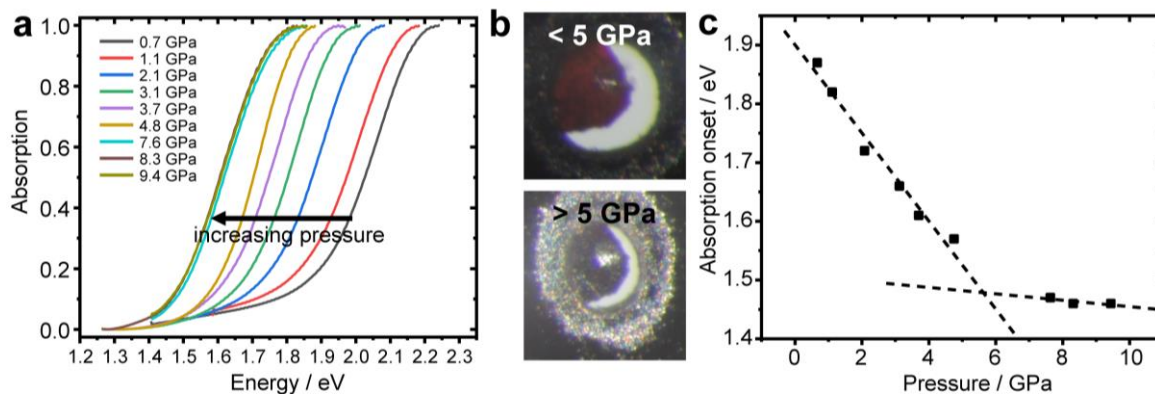 a
1.0
0.8
0.6
0.4
0.2
0.0
Absorption
0.7 GPa
1.1 GPa
2.1 GPa
3.1 GPa
3.7 GPa
4.8 GPa
7.6 GPa
8.3 GPa
9.4 GPa
increasing pressure
1.2 1.3 1.4 1.5 1.6 1.7 1.8 1.9 2.0 2.1 2.2 2.3
Energy / eV
b
< 5 GPa
> 5 GPa
c
1.9
1.8
1.7
1.6
1.5
1.4
Absorption onset / eV
0 2 4 6 8 10
Pressure / GPa